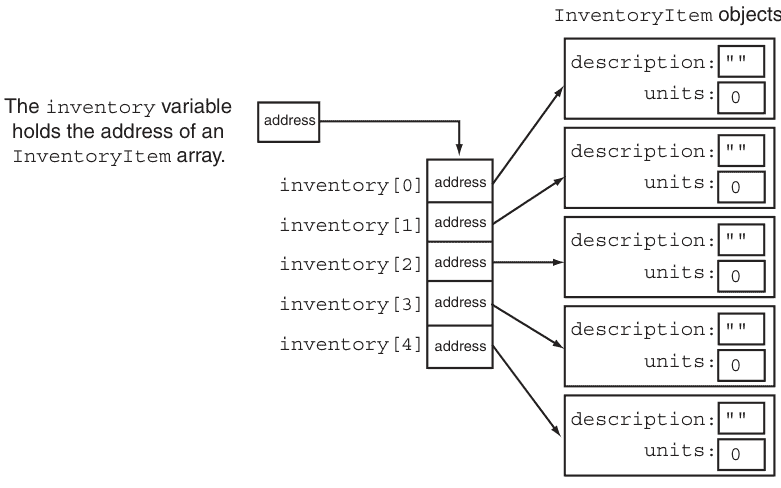 InventoryItem objects
The inventory variable
holds the address of an
InventoryItem array.
address
inventory[0] address
inventory[1] address
inventory[2] address
inventory[3] address
inventory[4] address
description: ""
units: 0
description: ""
units: 0
description: ""
units: 0
description: ""
units: 0
description: ""
units: 0